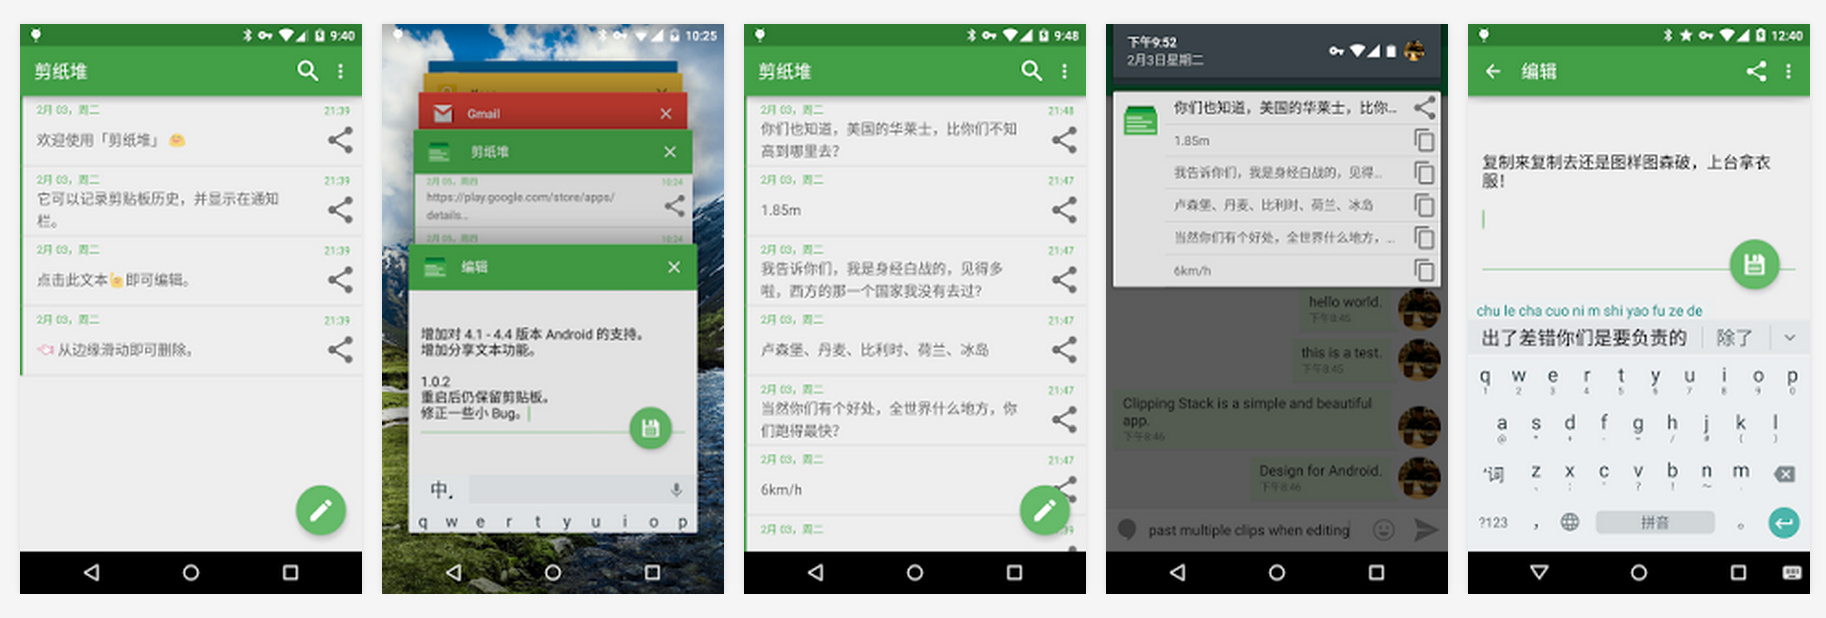 9:40
剪纸堆
2月 03，周二
21:39
欢迎使用「剪纸堆」
2月 03，周二
21:39
它可以记录剪贴板历史，并显示在通知
栏。
2月 03，周二
21:39
点击此文本👍即可编辑。
2月 03，周二
21:39
从边缘滑动即可删除。
10:25
Gmail
剪纸堆
2月 05，周四
10:24
https://play.google.com/store/apps/
details...
2月 05，周四
10:24
编辑
增加对 4.1 - 4.4 版本 Android 的支持。
增加分享文本功能。
1.0.2
重启后仍保留剪贴板。
修正一些小 Bug。
中
q w e r t y u i o p
9:48
剪纸堆
2月 03，周二
21:48
你们也知道，美国的华莱士，比你们不知
高到哪里去？
2月 03，周二
21:47
1.85m
2月 03，周二
21:47
我告诉你们，我是身经白战的，见得多
啦，西方的那一个国家我没有去过？
2月 03，周二
21:47
卢森堡、丹麦、比利时、荷兰、冰岛
2月 03，周二
21:47
当然你们有个好处，全世界什么地方，你
们跑得最快？
2月 03，周二
21:47
6km/h
2月 03，周二
下午9:52
2月3日星期二
你们也知道，美国的华莱士，比你...
1.85m
我告诉你们，我是身经白战的，见得...
卢森堡、丹麦、比利时、荷兰、冰岛
当然你们有个好处，全世界什么地方，...
6km/h
hello world.
下午8:45
this is a test.
下午8:45
Clipping Stack is a simple and beautiful
app.
下午8:46
Design for Android.
下午8:46
past multiple clips when editing
12:40
编辑
复制来复制去还是图样图森破，上台拿衣
服！
chu le cha cuo ni m shi yao fu ze de
出了差错你们是要负责的 除了
q w e r t y u i o p
1 2 3 4 5 6 7 8 9 0
a s d f g h j k l
'词 z x c v b n m
?123 ， 拼音 。